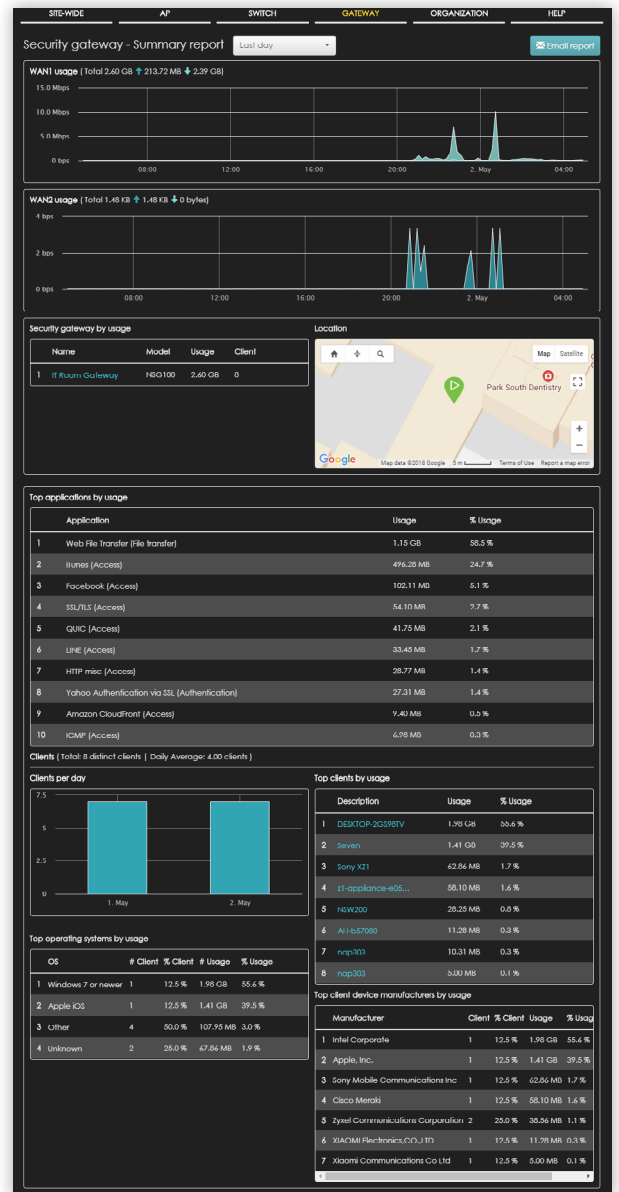 SITE-WIDE AP SWITCH GATEWAY ORGANIZATION HELP
Security gateway - Summary report Last day Email report
WAN1 usage ( Total 2.60 GB 213.72 MB 2.39 GB)
15.0 Mbps
10.0 Mbps
5.0 Mbps
0 bps
08:00 12:00 16:00 20:00 2. May 04:00
WAN2 usage ( Total 1.48 KB 1.48 KB 0 bytes)
4 bps
2 bps
0 bps
08:00 12:00 16:00 20:00 2. May 04:00
Security gateway by usage
Name Model Usage Client
1 IT Room Gateway NSG100 2.60 GB 0
Location
Map Satellite
Park South Dentistry
+
−
Google Map data ©2018 Google 5 m Terms of Use Report a map error
Top applications by usage
Application Usage % Usage
1 Web File Transfer (File transfer) 1.15 GB 58.5 %
2 iTunes (Access) 496.28 MB 24.7 %
3 Facebook (Access) 102.11 MB 5.1 %
4 SSL/TLS (Access) 54.10 MB 2.7 %
5 QUIC (Access) 41.75 MB 2.1 %
6 LINE (Access) 33.45 MB 1.7 %
7 HTTP misc (Access) 28.77 MB 1.4 %
8 Yahoo Authentication via SSL (Authentication) 27.31 MB 1.4 %
9 Amazon CloudFront (Access) 9.40 MB 0.5 %
10 ICMP (Access) 6.98 MB 0.3 %
Clients ( Total: 8 distinct clients | Daily Average: 4.00 clients )
Clients per day
7.5
5
2.5
0
1. May 2. May
Top clients by usage
Description Usage % Usage
1 DESKTOP-2GS98TV 1.98 GB 55.6 %
2 Seven 1.41 GB 39.5 %
3 Sony XZ1 62.86 MB 1.7 %
4 z1-appliance-e05... 58.10 MB 1.6 %
5 NSW200 28.25 MB 0.8 %
6 11.28 MB 0.3 %
7 nap303 10.31 MB 0.3 %
8 nap303 5.00 MB 0.1 %
Top operating systems by usage
OS # Client % Client # Usage % Usage
1 Windows 7 or newer 1 12.5 % 1.98 GB 55.6 %
2 Apple iOS 1 12.5 % 1.41 GB 39.5 %
3 Other 4 50.0 % 107.95 MB 3.0 %
4 Unknown 2 25.0 % 67.86 MB 1.9 %
Top client device manufacturers by usage
Manufacturer Client % Client Usage % Usag
1 Intel Corporate 1 12.5 % 1.98 GB 55.6 %
2 Apple, Inc. 1 12.5 % 1.41 GB 39.5 %
3 Sony Mobile Communications Inc 1 12.5 % 62.86 MB 1.7 %
4 Cisco Meraki 1 12.5 % 58.10 MB 1.6 %
5 Zyxel Communications Corporation 2 25.0 % 38.56 MB 1.1 %
6 XIAOMI Electronics,CO.,LTD 1 12.5 % 11.28 MB 0.3 %
7 Xiaomi Communications Co Ltd 1 12.5 % 5.00 MB 0.1 %